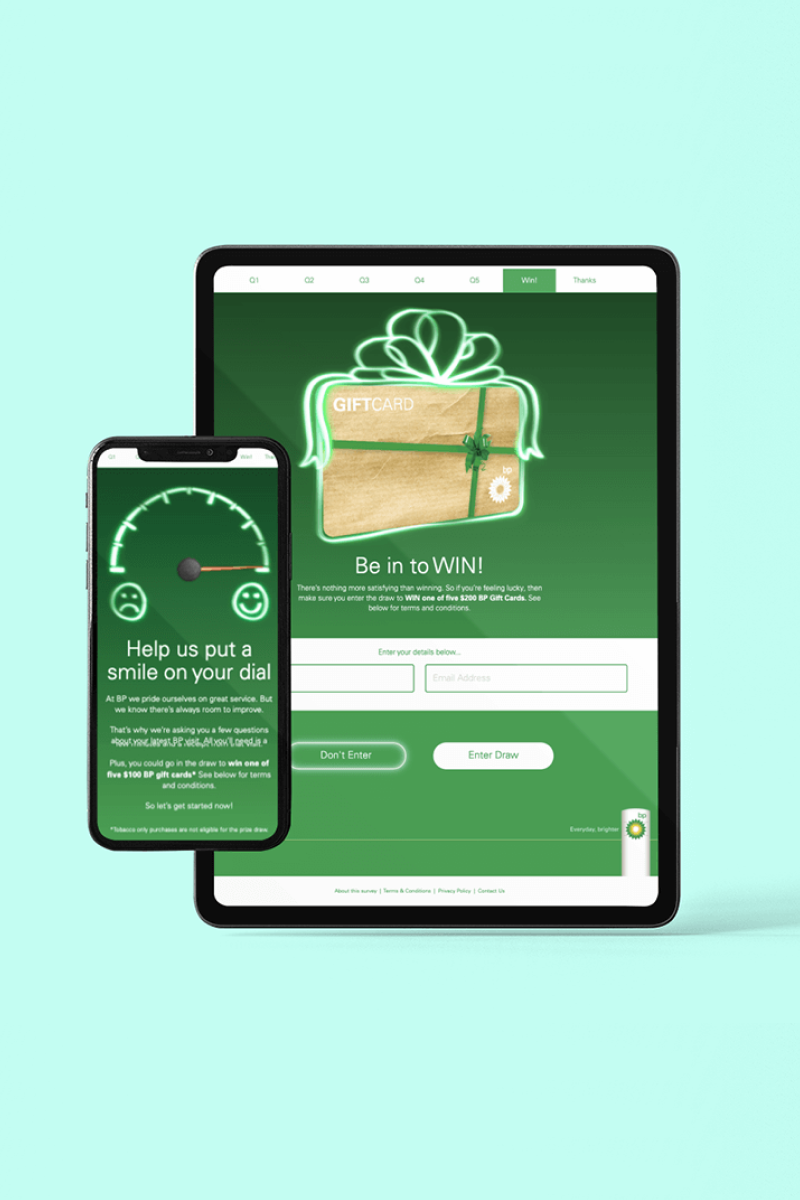 Q1 Q2 Q3 Q4 Q5 Win! Thanks
GIFTCARD
bp
Be in to WIN!
There's nothing more satisfying than winning. So if you're feeling lucky, then
make sure you enter the draw to WIN one of five $200 BP Gift Cards. See
below for terms and conditions.
Enter your details below...
Email Address
Don't Enter
Enter Draw
Everyday, brighter
bp
About this survey | Terms & Conditions | Privacy Policy | Contact Us
Win!
Help us put a
smile on your dial
At BP we pride ourselves on great service. But
we know there's always room to improve.
That's why we're asking you a few questions
about your latest BP visit. All you'll need is a
Plus, you could go in the draw to win one of
five $100 BP gift cards* See below for terms
and conditions.
So let's get started now!
*Tobacco only purchases are not eligible for the prize draw.